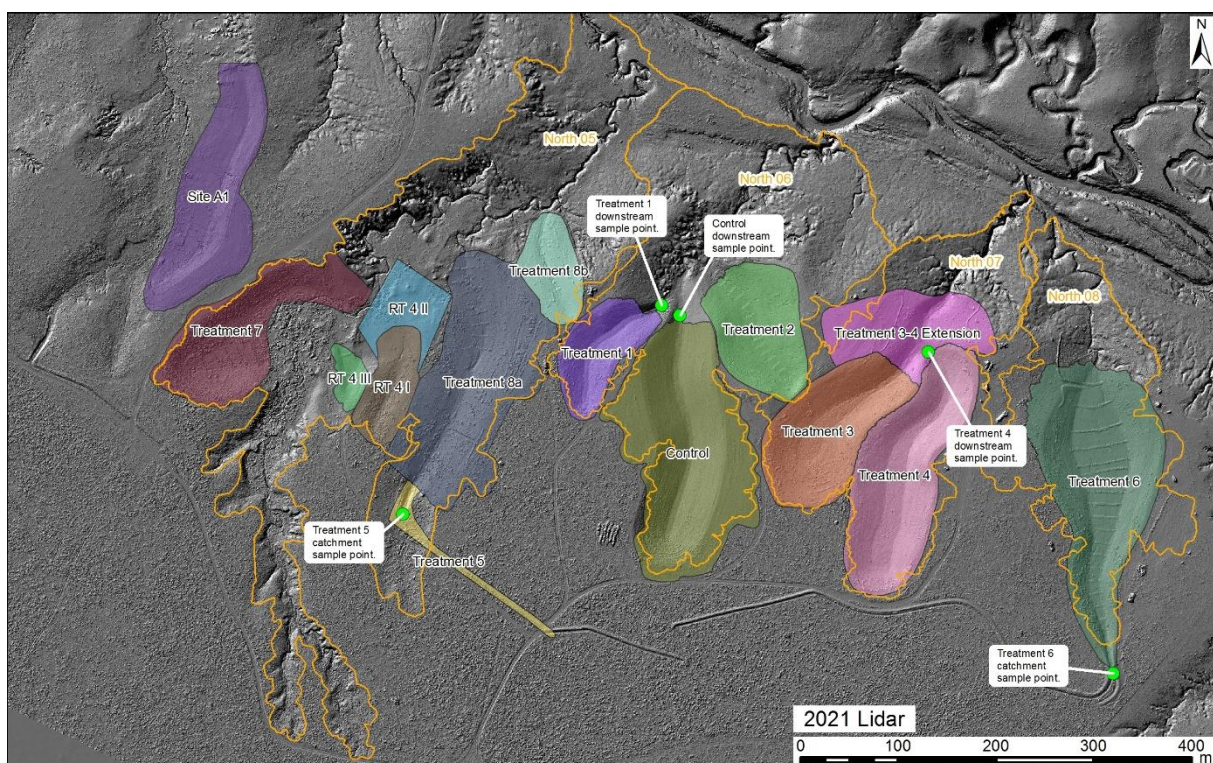 N
North 05
North 06
Site A1
Treatment 1
downstream
sample point.
Control
downstream
sample point.
North 07
Treatment 8b
RT 4 II
North 08
Treatment 7
Treatment 2
Treatment 3-4 Extension
Treatment 1
RT 4 III
RT 4 I
Treatment 8a
Treatment 3
Treatment 4
downstream
sample point.
Control
Treatment 4
Treatment 6
Treatment 5
catchment
sample point.
Treatment 5
Treatment 6
catchment
sample point.
2021 Lidar
0 100 200 300 400
m